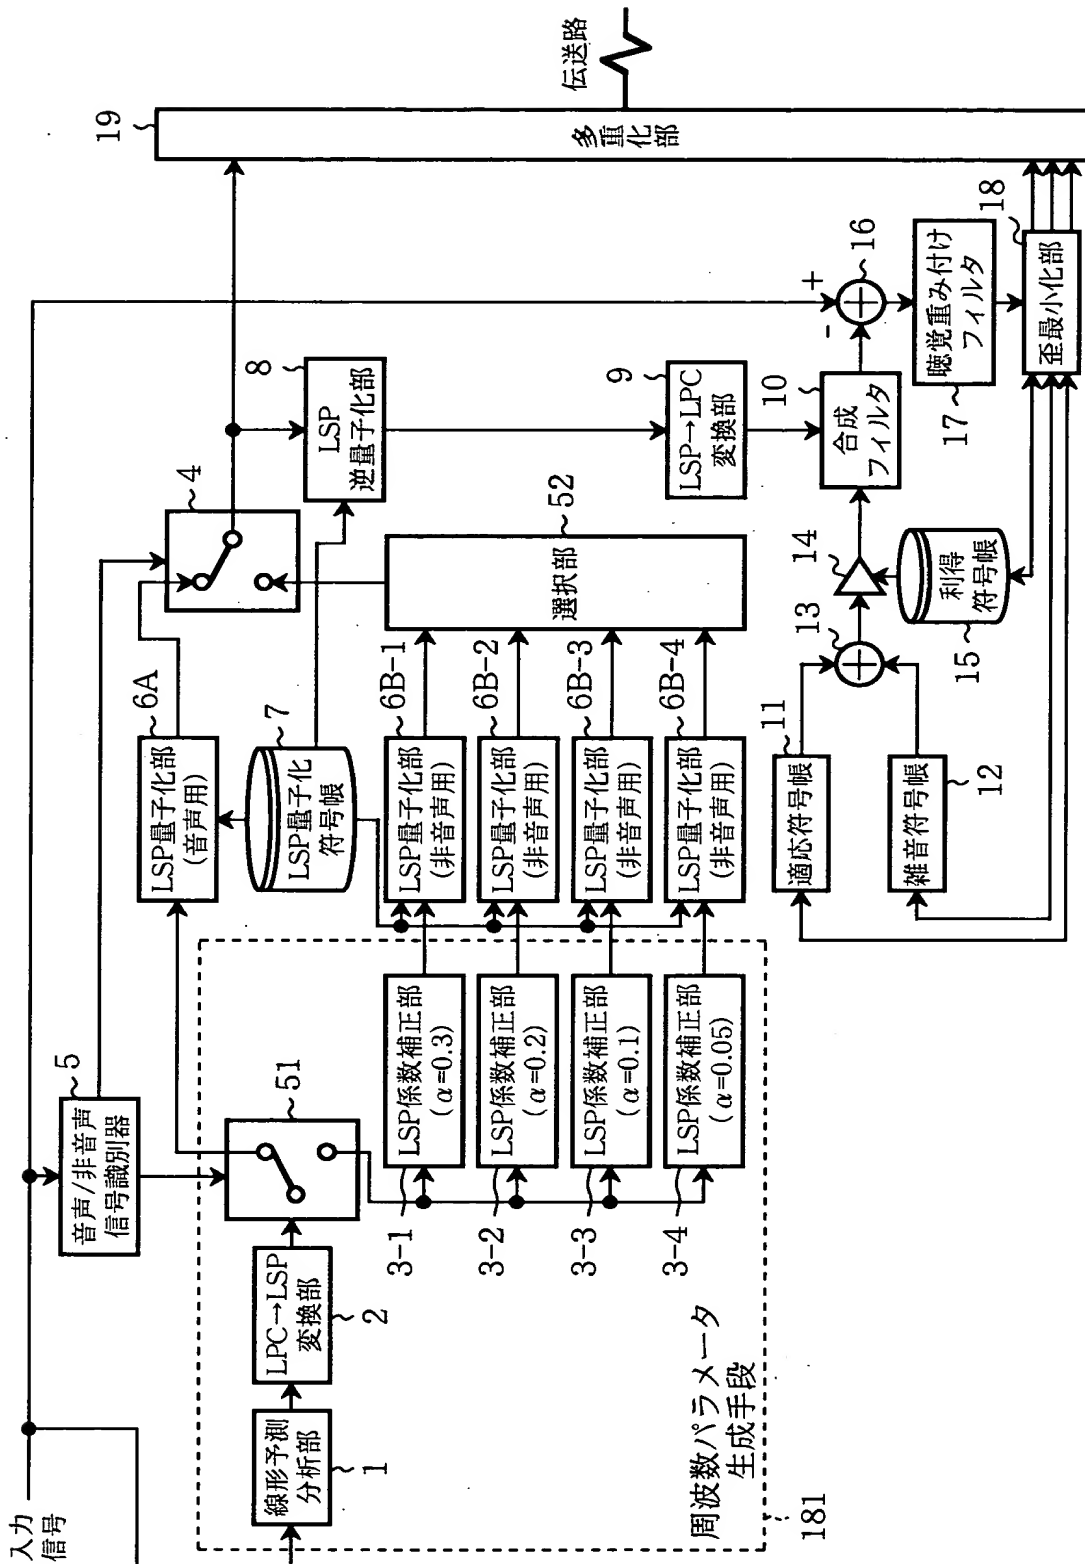 入力
信号
線形予測
分析部
1
LPC→LSP
変換部
2
音声/非音声
信号識別器
5
51
3-1
3-2
3-3
3-4
LSP係数補正部
(α=0.3)
LSP係数補正部
(α=0.2)
LSP係数補正部
(α=0.1)
LSP係数補正部
(α=0.05)
周波数パラメータ
生成手段
181
LSP量子化部
(音声用)
6A
LSP量子化
符号帳
7
LSP量子化部
(非音声用)
6B-1
LSP量子化部
(非音声用)
6B-2
LSP量子化部
(非音声用)
6B-3
LSP量子化部
(非音声用)
6B-4
4
選択部
52
LSP
逆量子化部
8
LSP→LPC
変換部
9
適応符号帳
11
雑音符号帳
12
13
14
利得
符号帳
15
合成
フィルタ
10
+
-
16
聴覚重み付け
フィルタ
17
歪最小化部
18
多重化部
19
伝送路